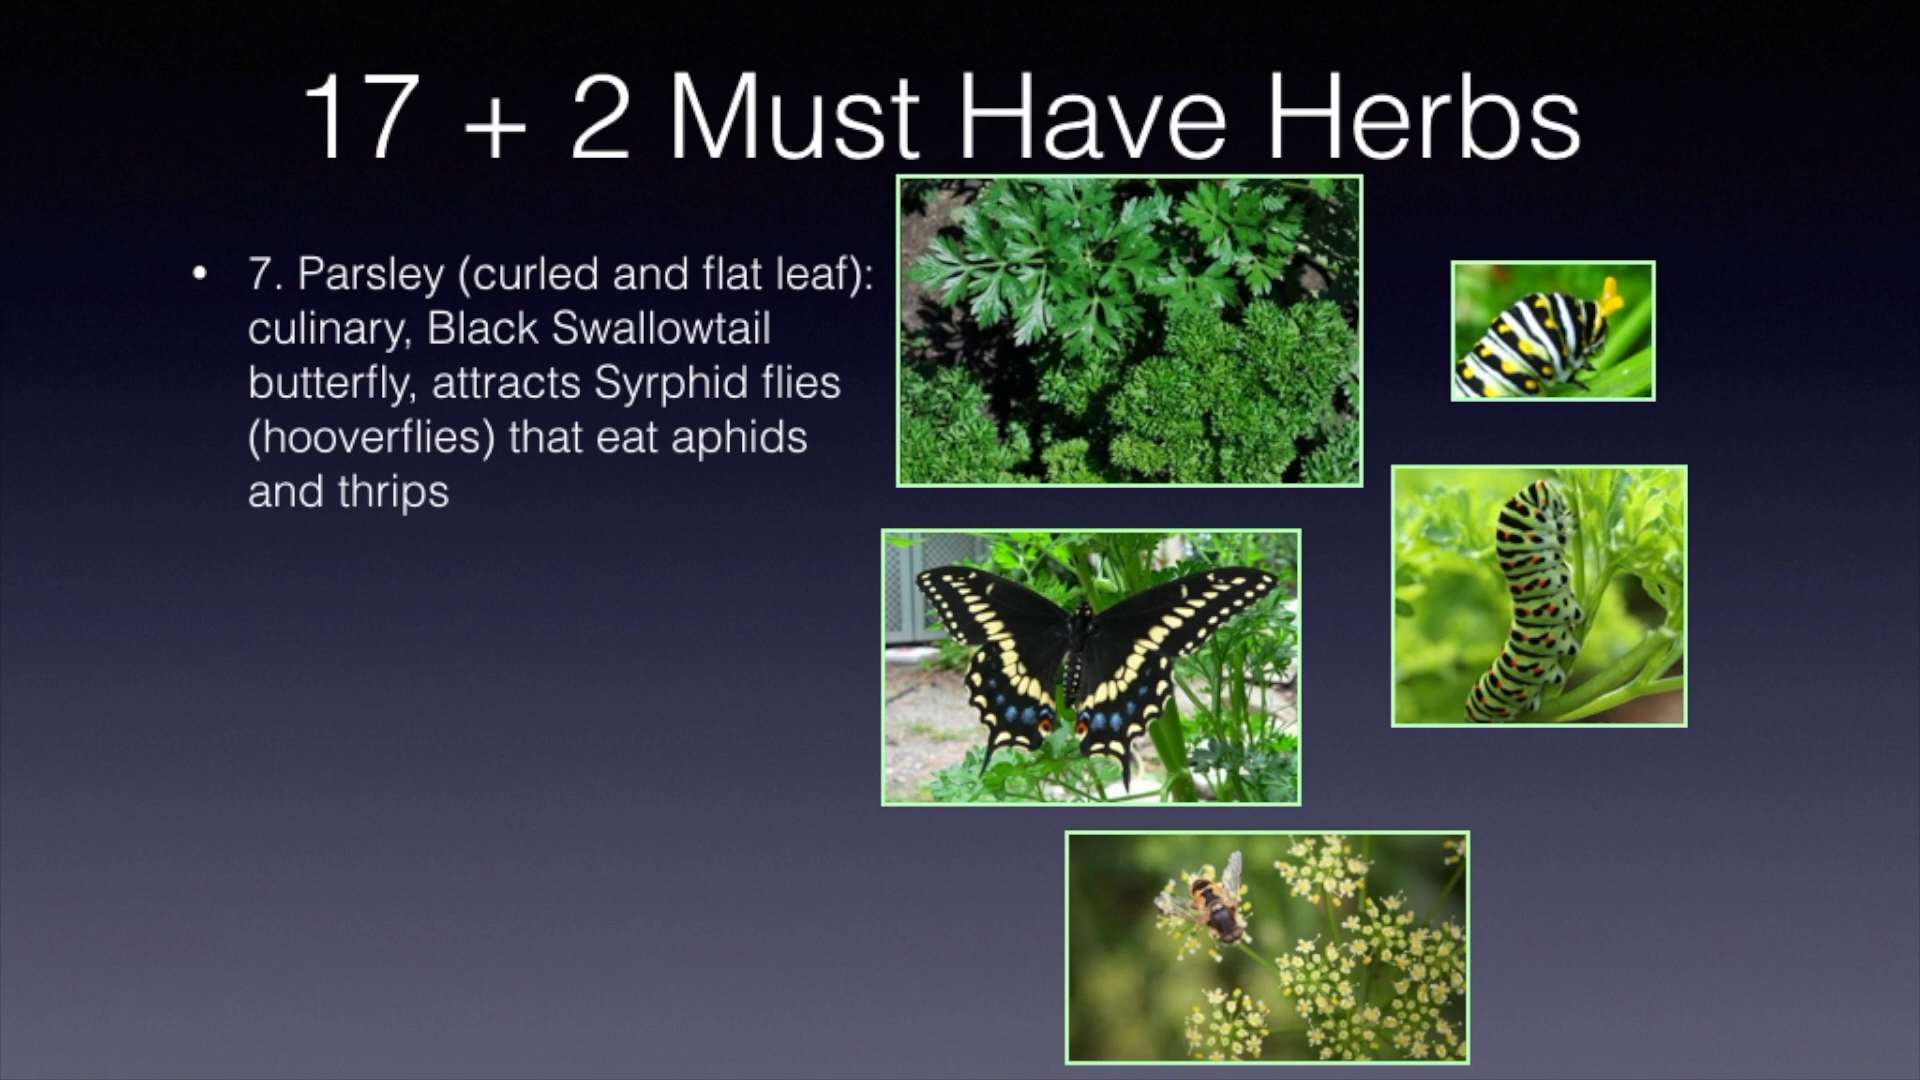 17 + 2 Must Have Herbs
• 7. Parsley (curled and flat leaf):
culinary, Black Swallowtail
butterfly, attracts Syrphid flies
(hooverflies) that eat aphids
and thrips